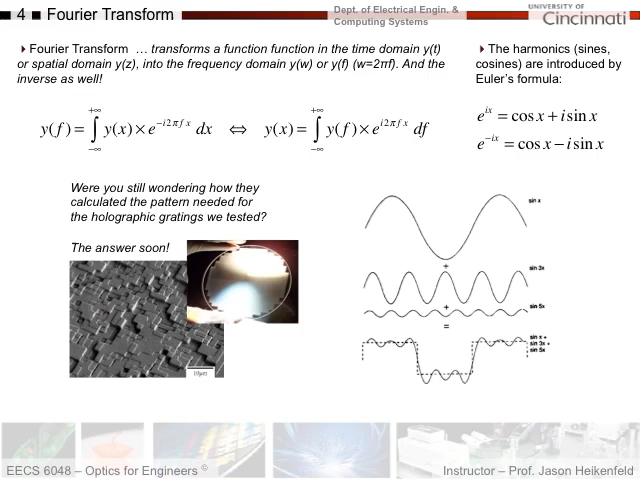 4 Fourier Transform
Dept. of Electrical Engin. &
Computing Systems
UNIVERSITY OF
Cincinnati
Fourier Transform … transforms a function function in the time domain y(t)
or spatial domain y(z), into the frequency domain y(w) or y(f) (w=2πf). And the
inverse as well!
The harmonics (sines,
cosines) are introduced by
Euler's formula:
y(f) = ∫_{-∞}^{+∞} y(x) × e^{-i2πfx} dx ⇔ y(x) = ∫_{-∞}^{+∞} y(f) × e^{i2πfx} df
e^{ix} = cos x + i sin x
e^{-ix} = cos x − i sin x
Were you still wondering how they
calculated the pattern needed for
the holographic gratings we tested?
The answer soon!
10μm
sin x
+
sin 3x
+
sin 5x
=
sin x +
sin 3x +
sin 5x
EECS 6048 – Optics for Engineers ©
Instructor – Prof. Jason Heikenfeld